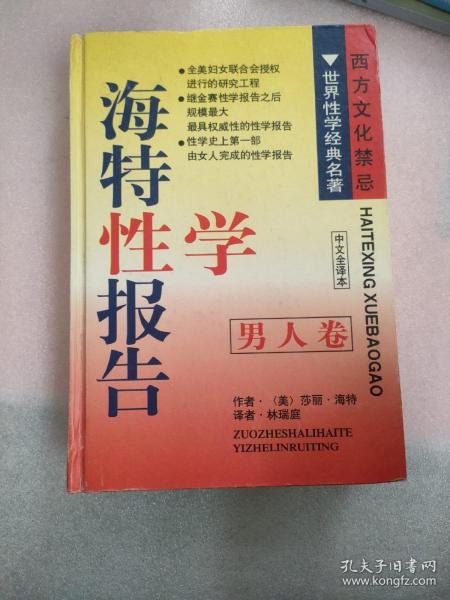 西方文化禁忌
▼世界性学经典名著
●全美妇女联合会授权
进行的研究工程
●继金赛性学报告之后
规模最大
最具权威性的性学报告
●性学史上第一部
由女人完成的性学报告
海特性学报告
HAITEXING XUEBAOGAO
中文全译本
男人卷
作者·〈美〉莎丽·海特
译者·林瑞庭
ZUOZHESHALIHAITE
YIZHELINRUITING
孔夫子旧书网
www.kongfz.com